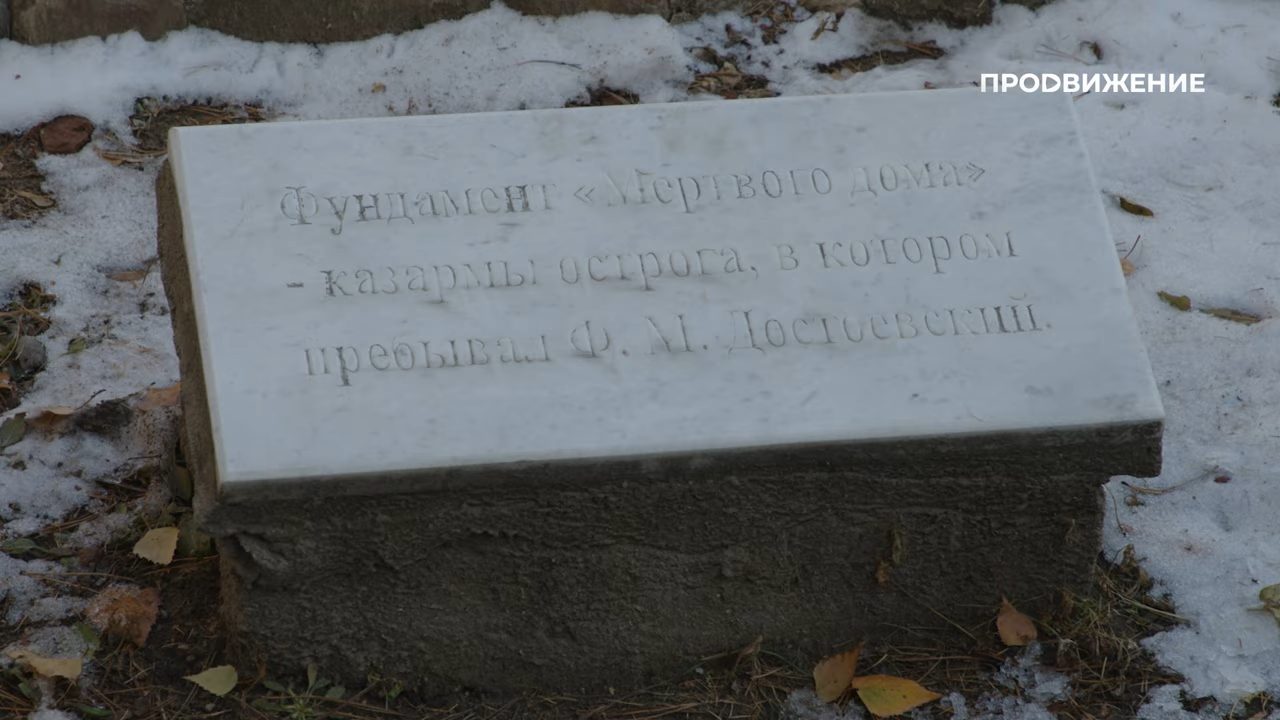 ПРОДВИЖЕНИЕ
Фундамент «Мертвого дома»
- казармы острога, в котором
пребывал Ф. М. Достоевский.